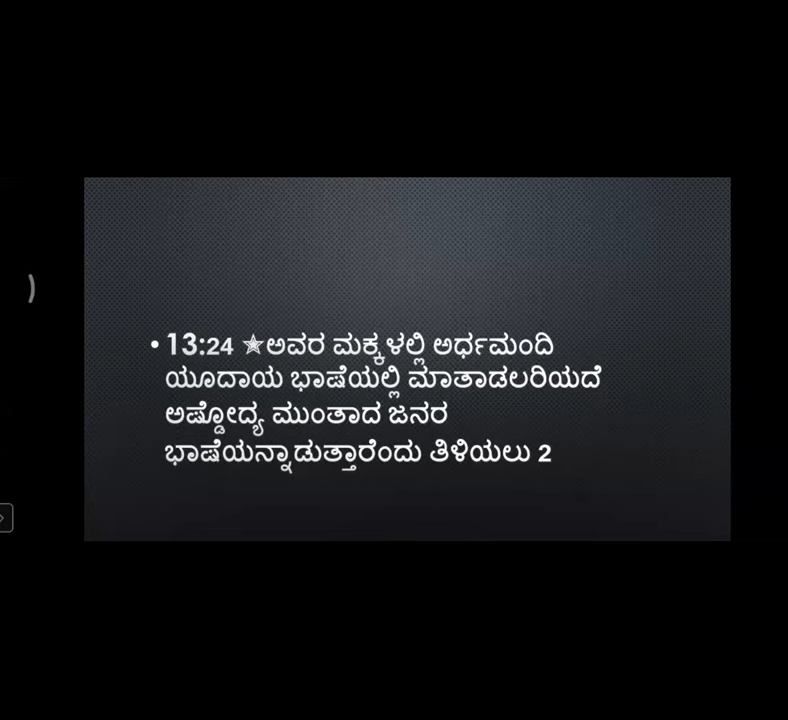 • 13:24 ☆ಅವರ ಮಕ್ಕಳಲ್ಲಿ ಅರ್ಧಮಂದಿ
ಯೂದಾಯ ಭಾಷೆಯಲ್ಲಿ ಮಾತಾಡಲರಿಯದೆ
ಅಷ್ಡೋದ್ಯ ಮುಂತಾದ ಜನರ
ಭಾಷೆಯನ್ನಾಡುತ್ತಾರೆಂದು ತಿಳಿಯಲು 2